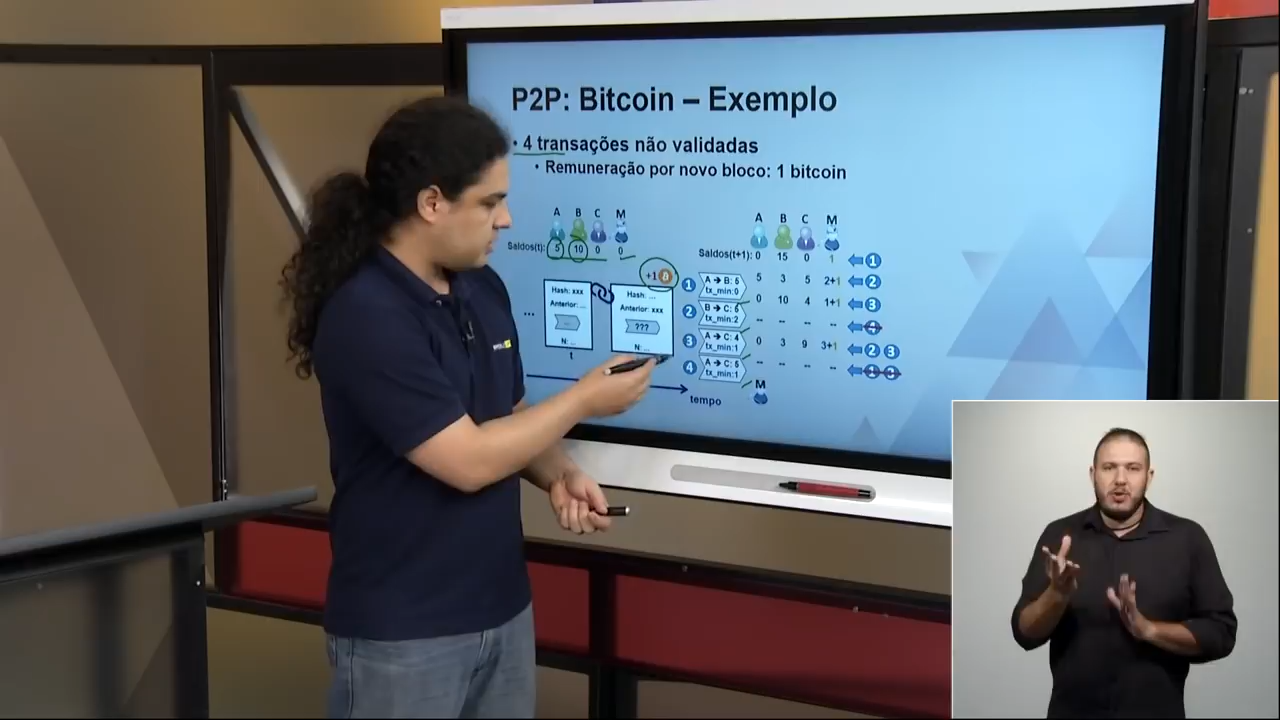 P2P: Bitcoin – Exemplo
• 4 transações não validadas
• Remuneração por novo bloco: 1 bitcoin
A B C M
Saldos(t): 5 10 0 0
+1
... Hash: xxx
Anterior: ...
...
N: ...
t
Hash: ...
Anterior: xxx
???
N: ...
tempo
1 A → B: 5
tx_min:0
2 B → C: 5
tx_min:2
3 A → C: 4
tx_min:1
4 A → C: 5
tx_min:1
M
A B C M
Saldos(t+1): 0 15 0 1 1
5 3 5 2+1 2
0 10 4 1+1 3
-- -- -- --
0 3 9 3+1 2 3
-- -- -- --